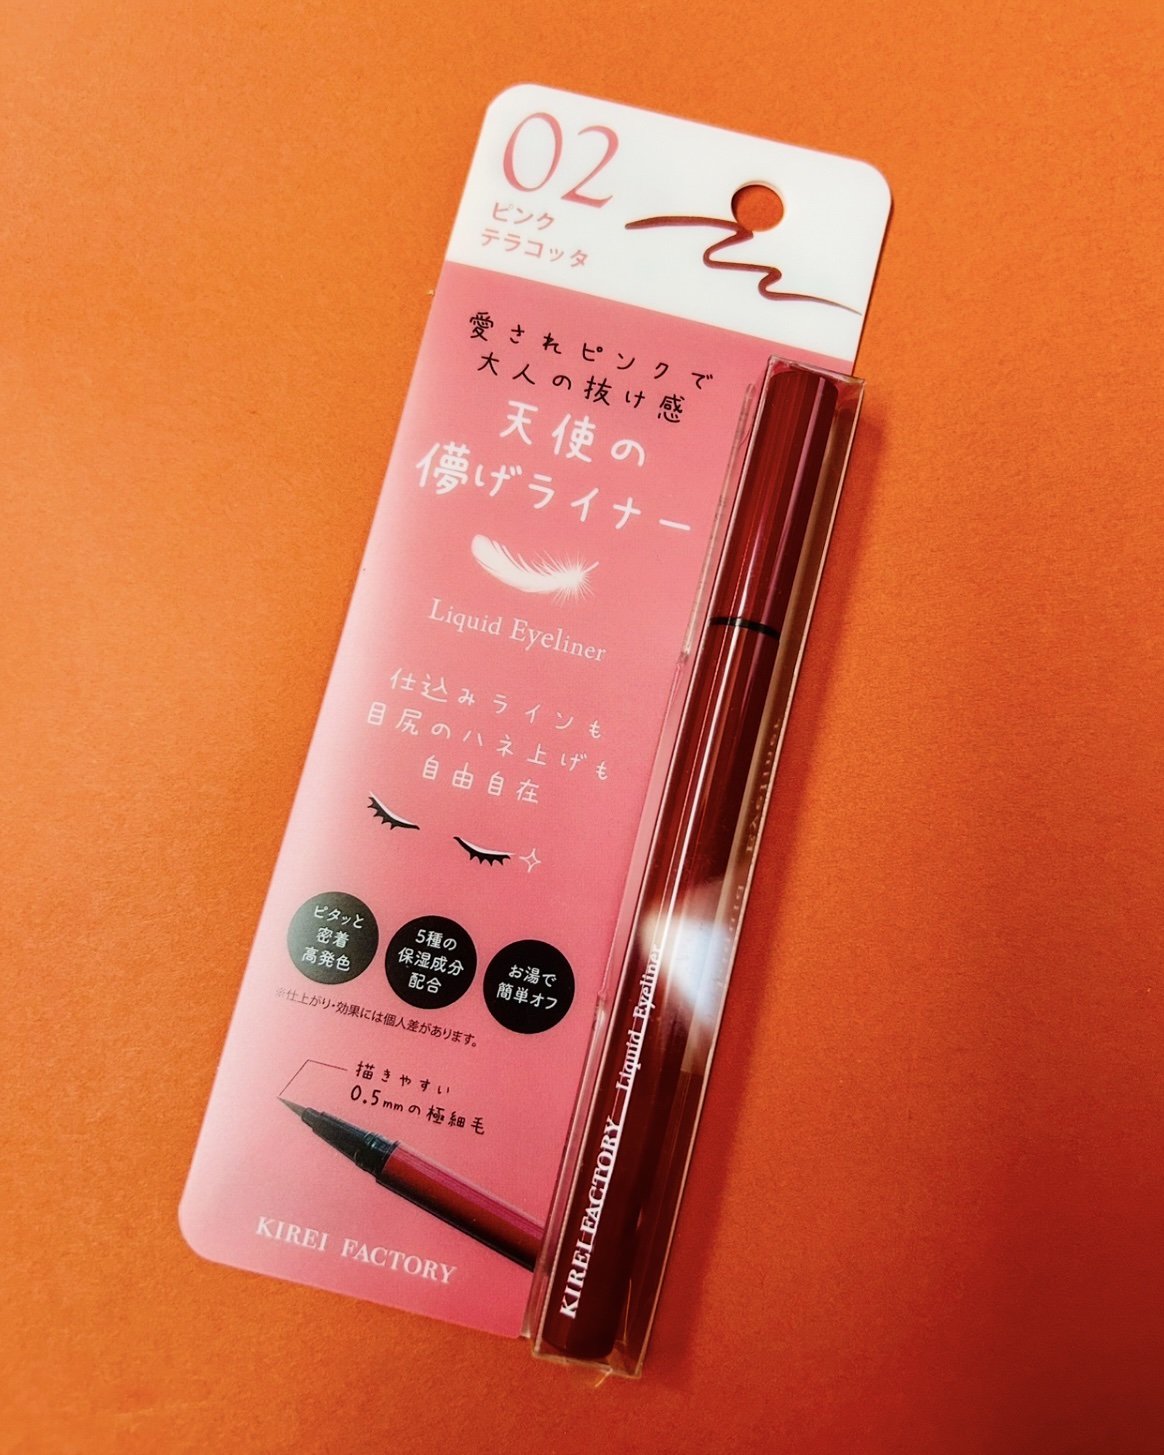 02
ピンク
テラコッタ
愛されピンクで
大人の抜け感
天使の
儚げライナー
Liquid Eyeliner
仕込みラインも
目尻のハネ上げも
自由自在
ピタッと
密着
高発色
5種の
保湿成分
配合
お湯で
簡単オフ
※仕上がり・効果には個人差があります。
描きやすい
0.5mmの極細毛
KIREI FACTORY
KIREI FACTORY Liquid Eyeliner